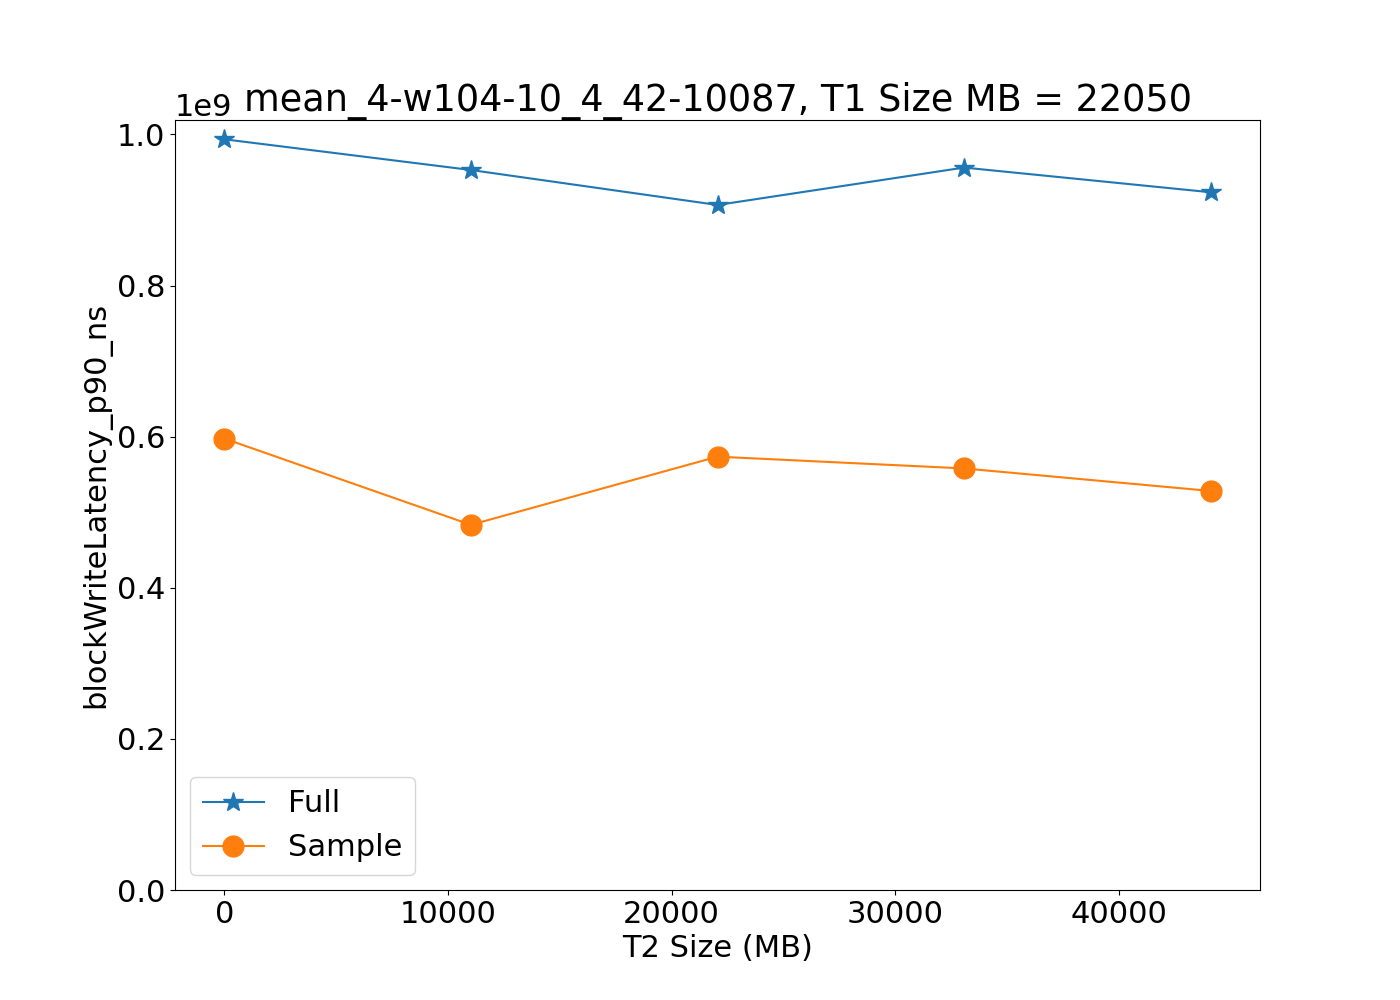 1e9
mean_4-w104-10_4_42-10087, T1 Size MB = 22050
1.0
0.8
0.6
0.4
0.2
0.0
blockWriteLatency_p90_ns
Full
Sample
0 10000 20000 30000 40000
T2 Size (MB)